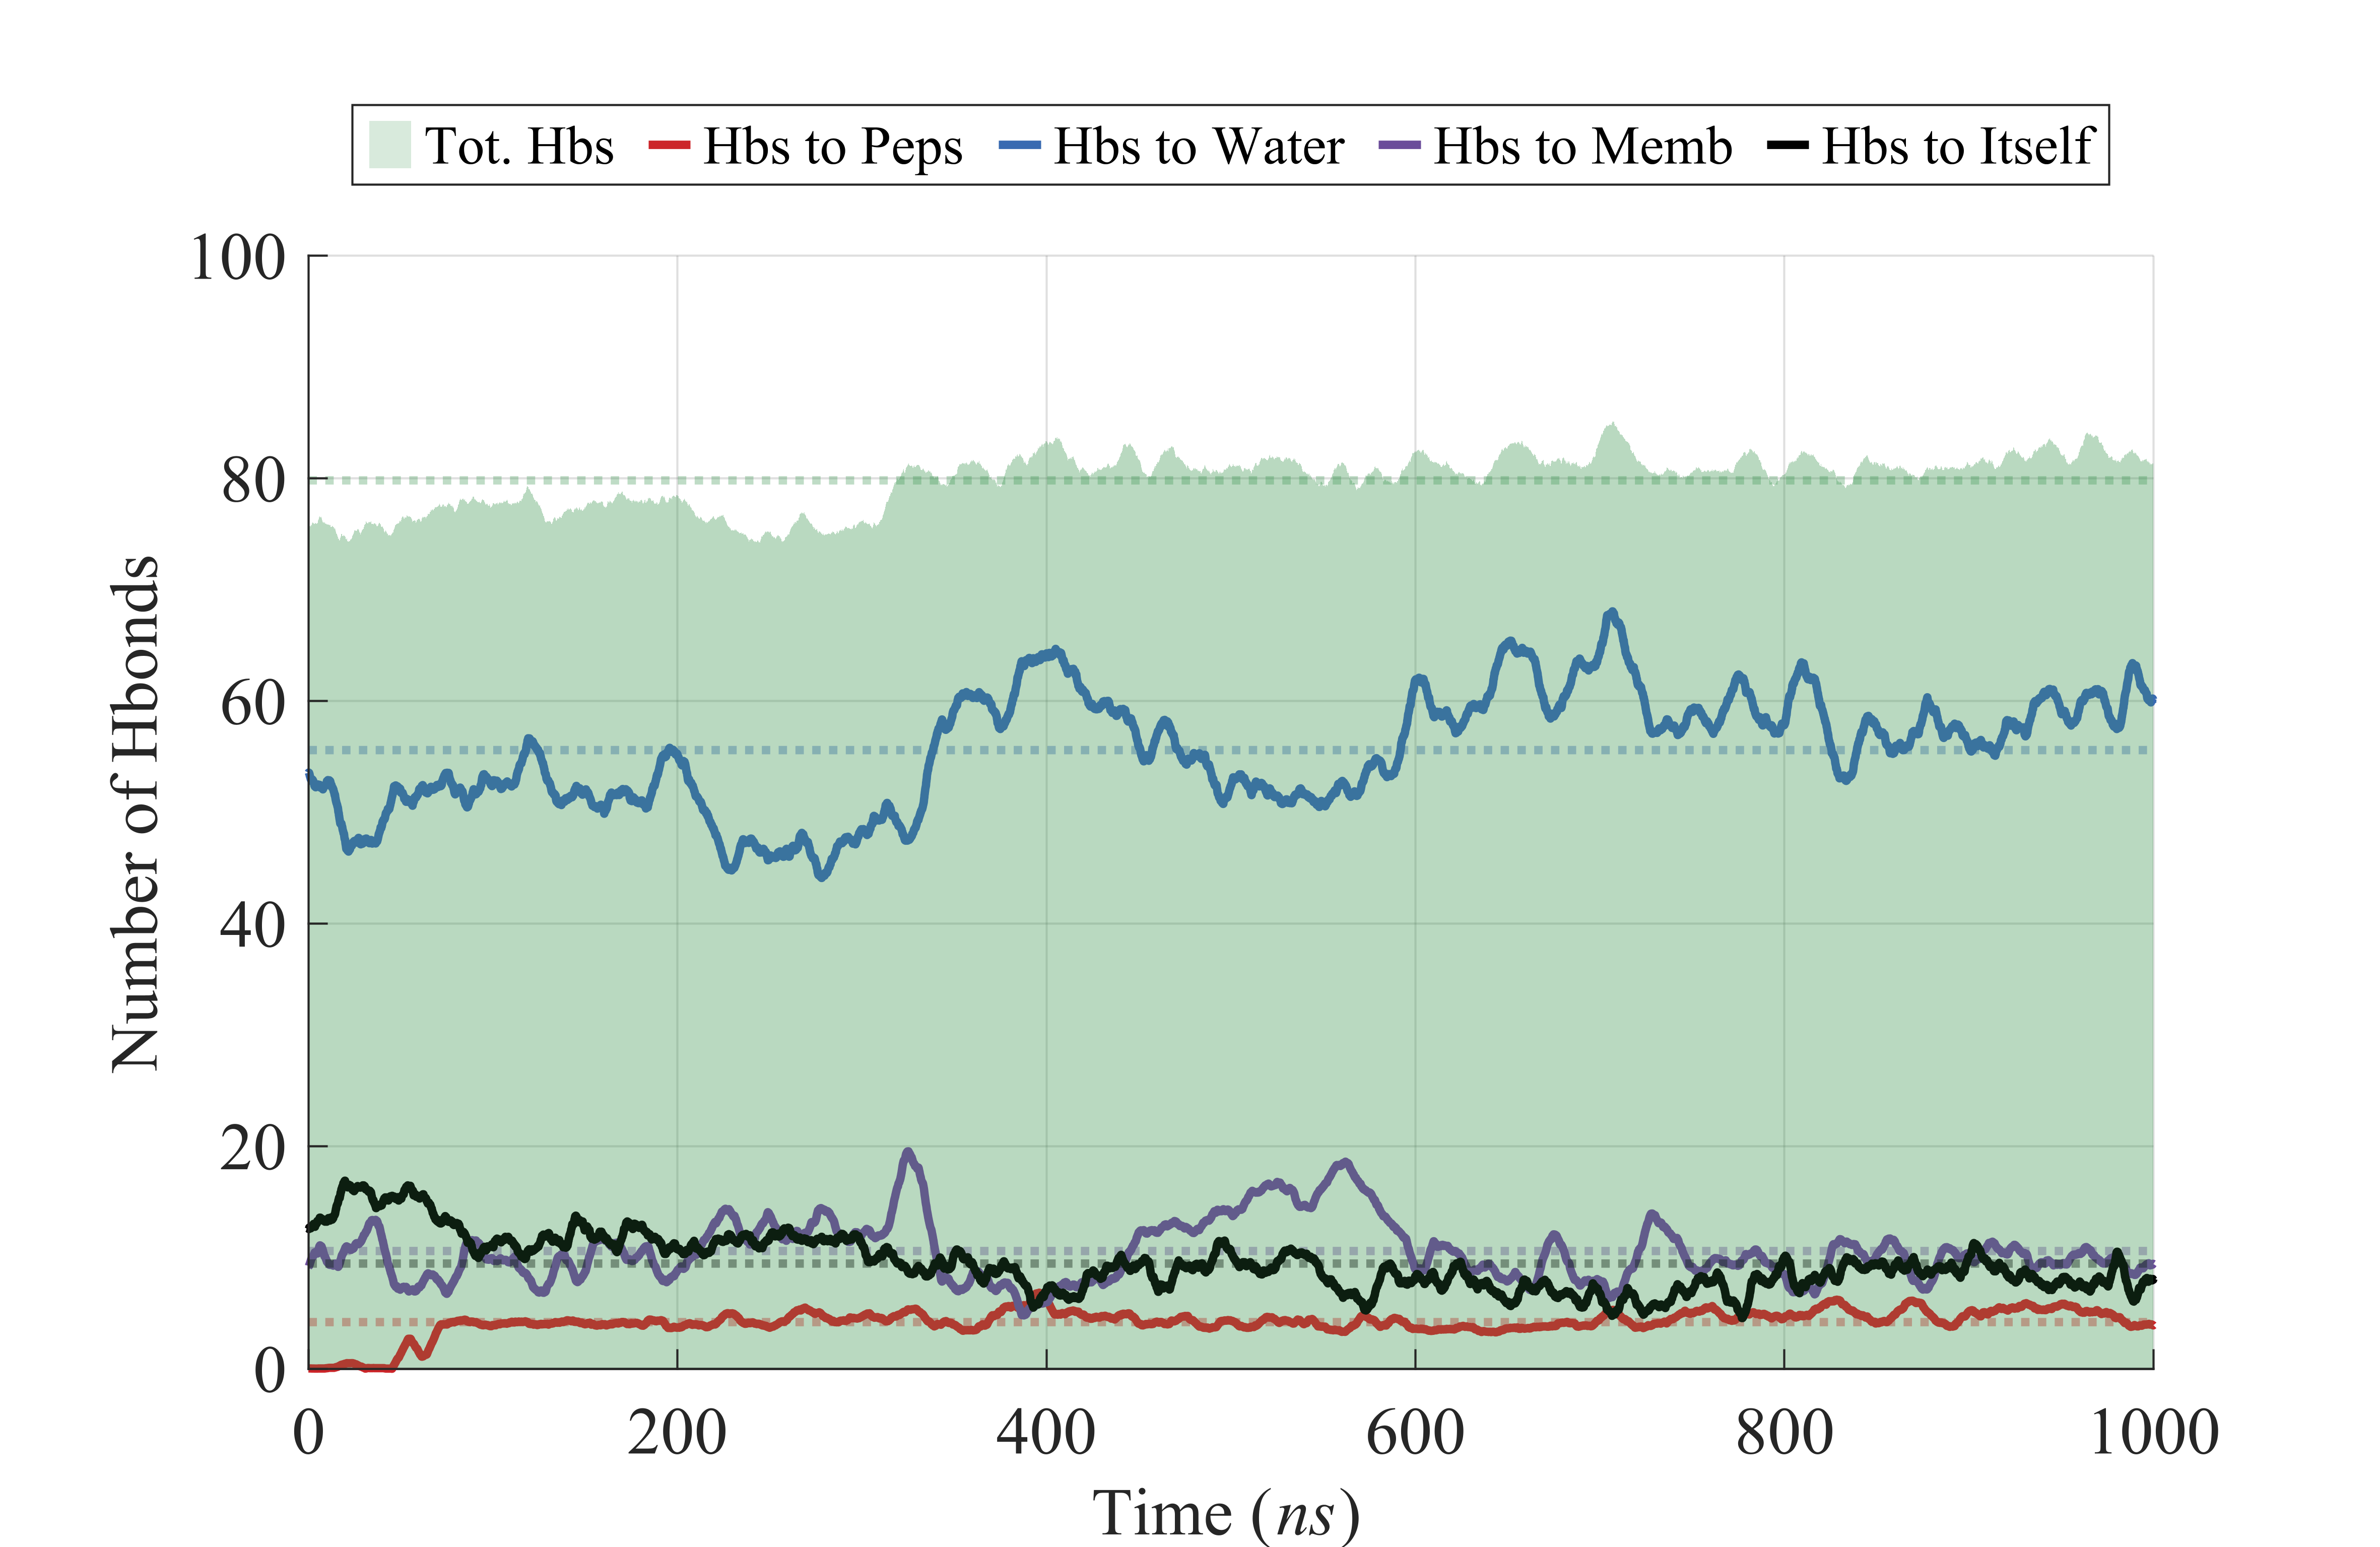 Tot. Hbs Hbs to Peps Hbs to Water Hbs to Memb Hbs to Itself
100
80
60
40
20
0
Number of Hbonds
0 200 400 600 800 1000
Time (ns)